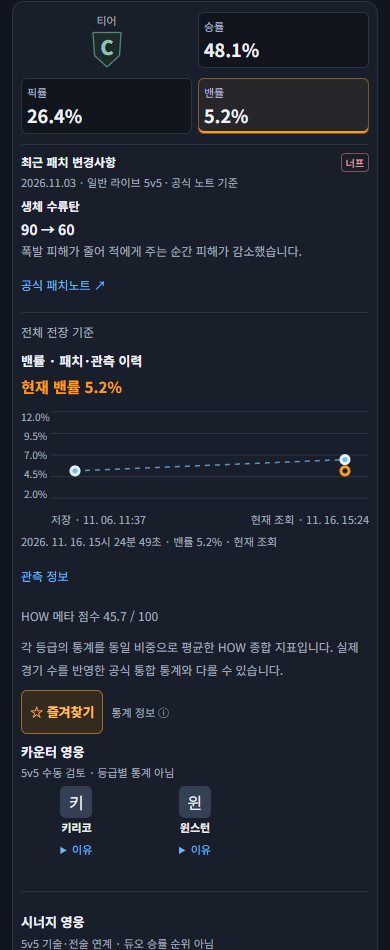 티어
C
승률
48.1%
픽률
26.4%
밴률
5.2%
최근 패치 변경사항
너프
2026.11.03 · 일반 라이브 5v5 · 공식 노트 기준
생체 수류탄
90 → 60
폭발 피해가 줄어 적에게 주는 순간 피해가 감소했습니다.
공식 패치노트 ↗
전체 전장 기준
밴률 · 패치·관측 이력
현재 밴률 5.2%
12.0%
9.5%
7.0%
4.5%
2.0%
저장 · 11. 06. 11:37
현재 조회 · 11. 16. 15:24
2026. 11. 16. 15시 24분 49초 · 밴률 5.2% · 현재 조회
관측 정보
HOW 메타 점수 45.7 / 100
각 등급의 통계를 동일 비중으로 평균한 HOW 종합 지표입니다. 실제
경기 수를 반영한 공식 통합 통계와 다를 수 있습니다.
☆ 즐겨찾기
통계 정보 ⓘ
카운터 영웅
5v5 수동 검토 · 등급별 통계 아님
키
윈
키리코
윈스턴
▶ 이유
▶ 이유
시너지 영웅
5v5 기술·전술 연계 · 듀오 승률 순위 아님